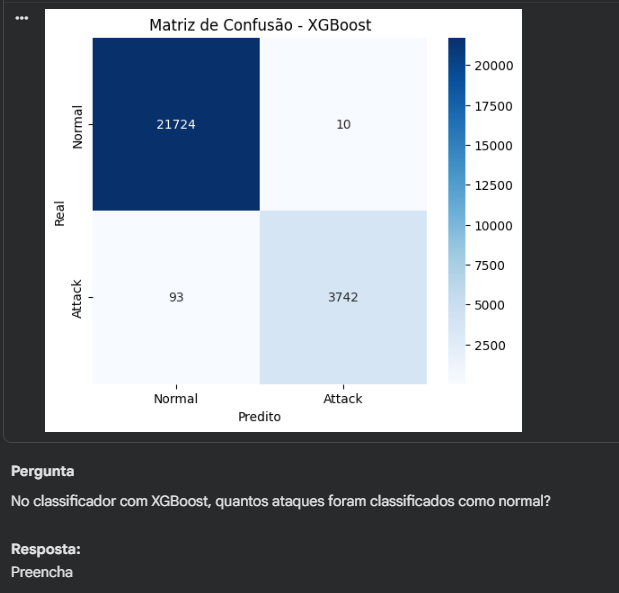 •••
Matriz de Confusão - XGBoost
Normal
21724
10
Real
Attack
93
3742
Normal
Attack
Predito
20000
17500
15000
12500
10000
7500
5000
2500
Pergunta
No classificador com XGBoost, quantos ataques foram classificados como normal?
Resposta:
Preencha